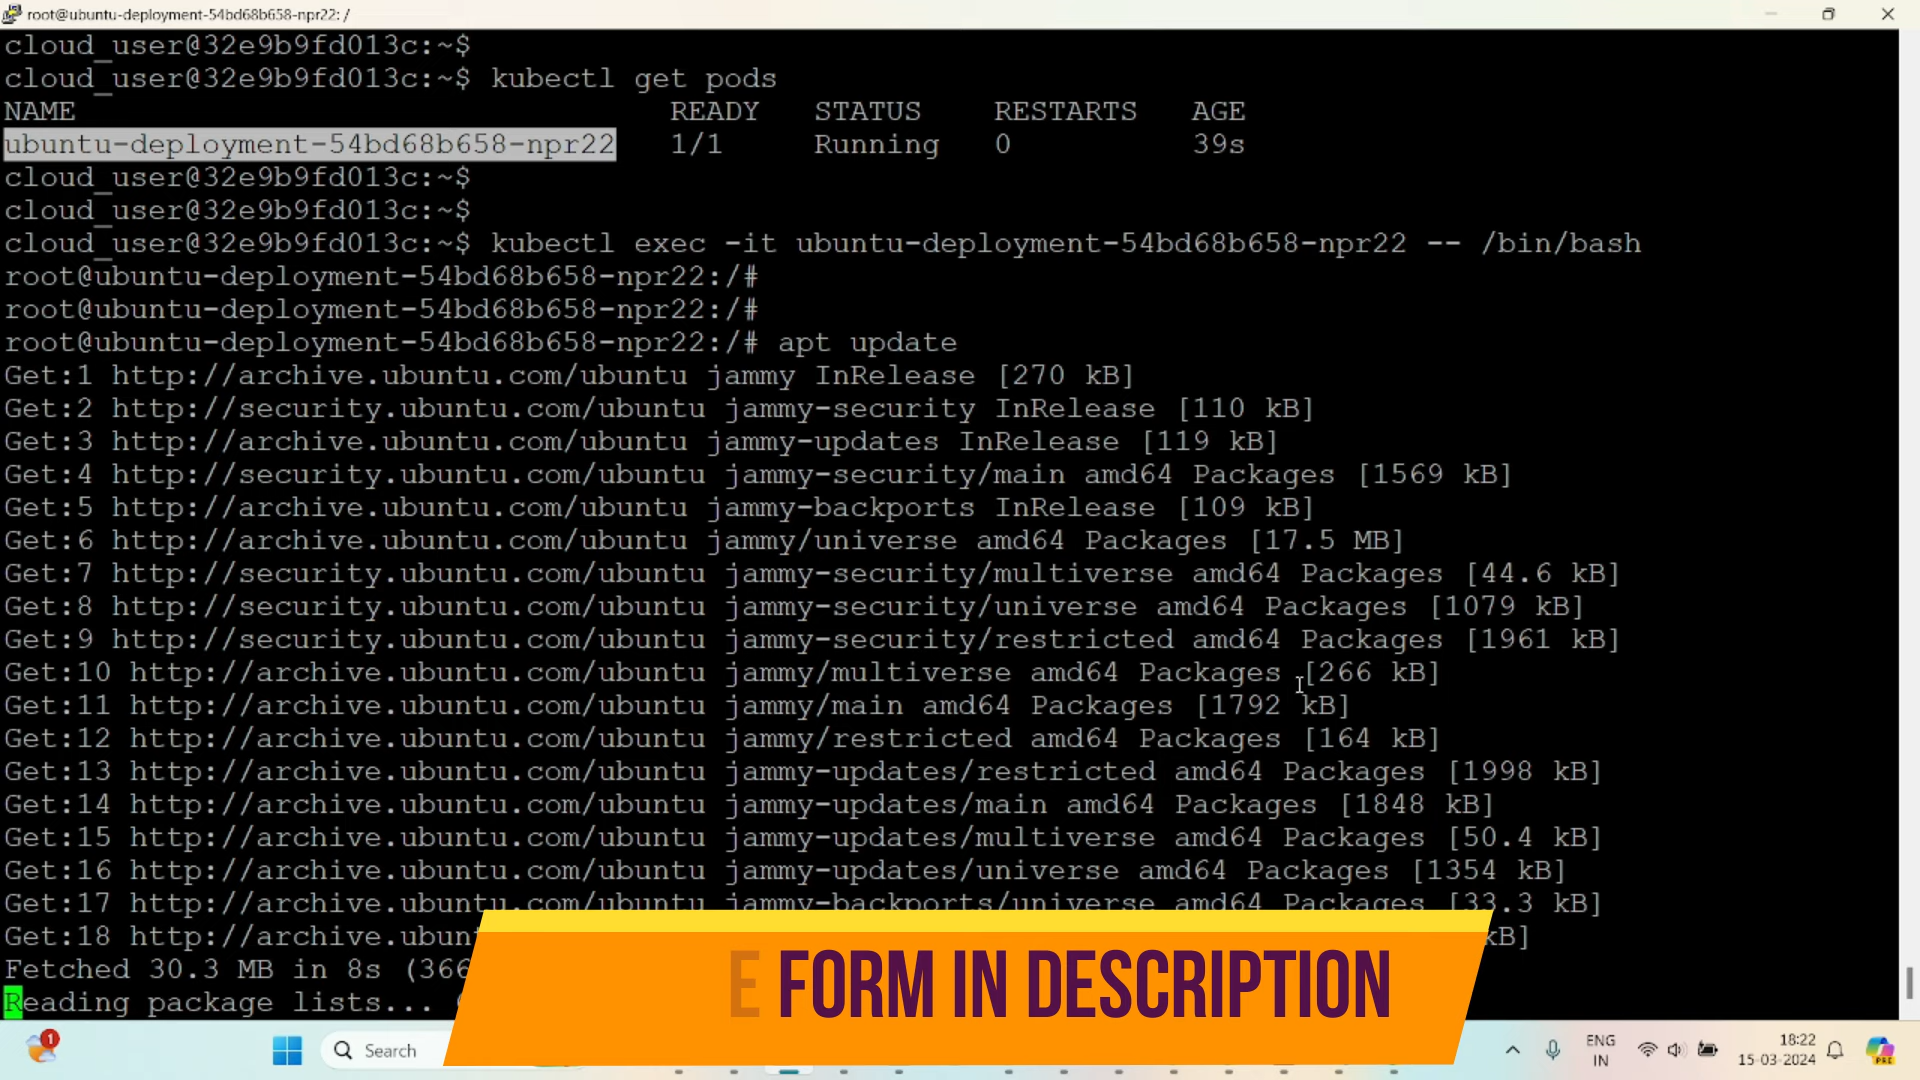 root@ubuntu-deployment-54bd68b658-npr22: /
cloud_user@32e9b9fd013c:~$
cloud_user@32e9b9fd013c:~$ kubectl get pods
NAME READY STATUS RESTARTS AGE
ubuntu-deployment-54bd68b658-npr22 1/1 Running 0 39s
cloud_user@32e9b9fd013c:~$
cloud_user@32e9b9fd013c:~$
cloud_user@32e9b9fd013c:~$ kubectl exec -it ubuntu-deployment-54bd68b658-npr22 -- /bin/bash
root@ubuntu-deployment-54bd68b658-npr22:/#
root@ubuntu-deployment-54bd68b658-npr22:/#
root@ubuntu-deployment-54bd68b658-npr22:/# apt update
Get:1 http://archive.ubuntu.com/ubuntu jammy InRelease [270 kB]
Get:2 http://security.ubuntu.com/ubuntu jammy-security InRelease [110 kB]
Get:3 http://archive.ubuntu.com/ubuntu jammy-updates InRelease [119 kB]
Get:4 http://security.ubuntu.com/ubuntu jammy-security/main amd64 Packages [1569 kB]
Get:5 http://archive.ubuntu.com/ubuntu jammy-backports InRelease [109 kB]
Get:6 http://archive.ubuntu.com/ubuntu jammy/universe amd64 Packages [17.5 MB]
Get:7 http://security.ubuntu.com/ubuntu jammy-security/multiverse amd64 Packages [44.6 kB]
Get:8 http://security.ubuntu.com/ubuntu jammy-security/universe amd64 Packages [1079 kB]
Get:9 http://security.ubuntu.com/ubuntu jammy-security/restricted amd64 Packages [1961 kB]
Get:10 http://archive.ubuntu.com/ubuntu jammy/multiverse amd64 Packages [266 kB]
Get:11 http://archive.ubuntu.com/ubuntu jammy/main amd64 Packages [1792 kB]
Get:12 http://archive.ubuntu.com/ubuntu jammy/restricted amd64 Packages [164 kB]
Get:13 http://archive.ubuntu.com/ubuntu jammy-updates/restricted amd64 Packages [1998 kB]
Get:14 http://archive.ubuntu.com/ubuntu jammy-updates/main amd64 Packages [1848 kB]
Get:15 http://archive.ubuntu.com/ubuntu jammy-updates/multiverse amd64 Packages [50.4 kB]
Get:16 http://archive.ubuntu.com/ubuntu jammy-updates/universe amd64 Packages [1354 kB]
Get:17 http://archive.ubuntu.com/ubuntu jammy-backports/universe amd64 Packages [33.3 kB]
Get:18 http://archive.ubun kB]
Fetched 30.3 MB in 8s (366
Reading package lists...
E FORM IN DESCRIPTION
1
Search
ENG
IN
18:22
15-03-2024
PRE